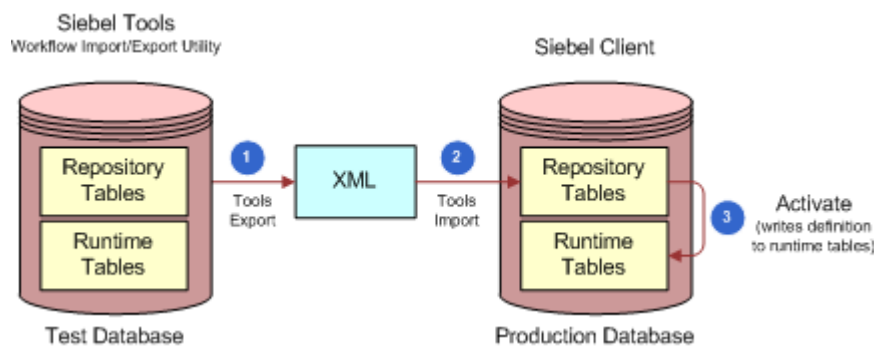 Siebel Tools
Workflow Import/Export Utility
Siebel Client
Repository
Tables
Runtime
Tables
1
Tools
Export
XML
2
Tools
Import
Repository
Tables
Runtime
Tables
3
Activate
(writes definition
to runtime tables)
Test Database
Production Database